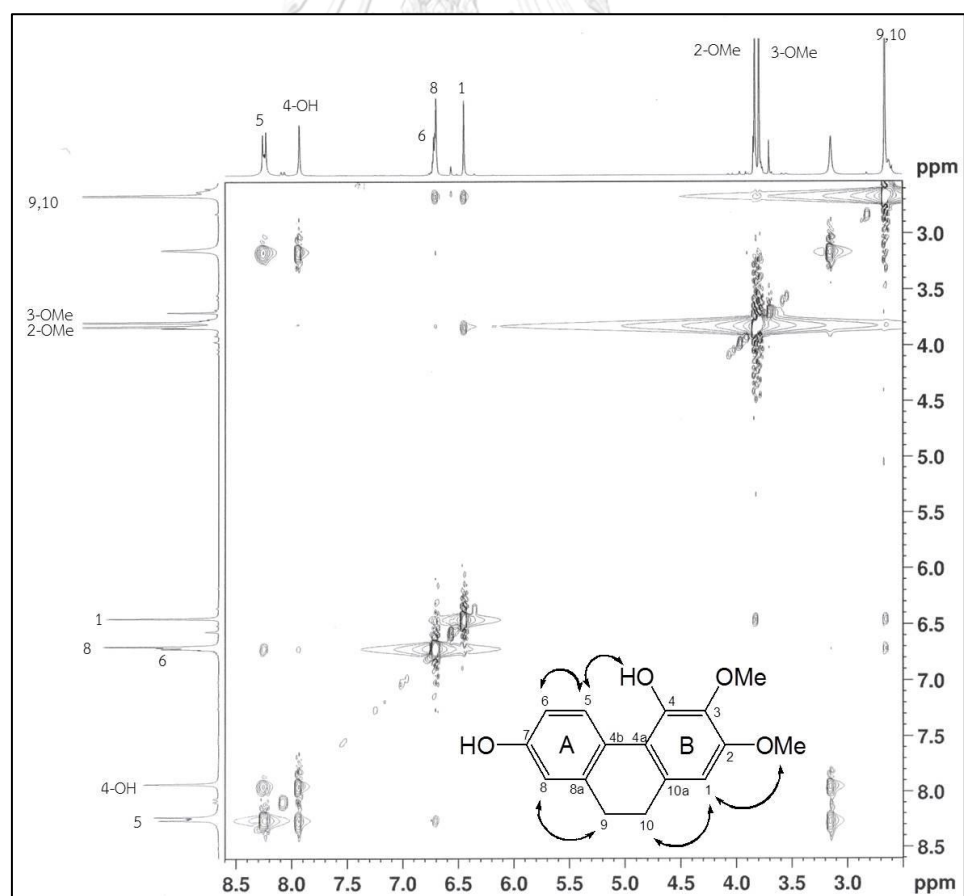 9,10
2-OMe 3-OMe
8 1
4-OH
5
6
ppm
9,10
3.0
3-OMe
3.5
2-OMe
4.0
4.5
5.0
5.5
6.0
1
6.5
8
6
7.0
7.5
4-OH
8.0
5
8.5
8.5 8.0 7.5 7.0 6.5 6.0 5.5 5.0 4.5 4.0 3.5 3.0 ppm
HO OMe
4
6 5 3
7 A 4b 4a B 2 OMe
HO
8 8a 10a 1
9 10